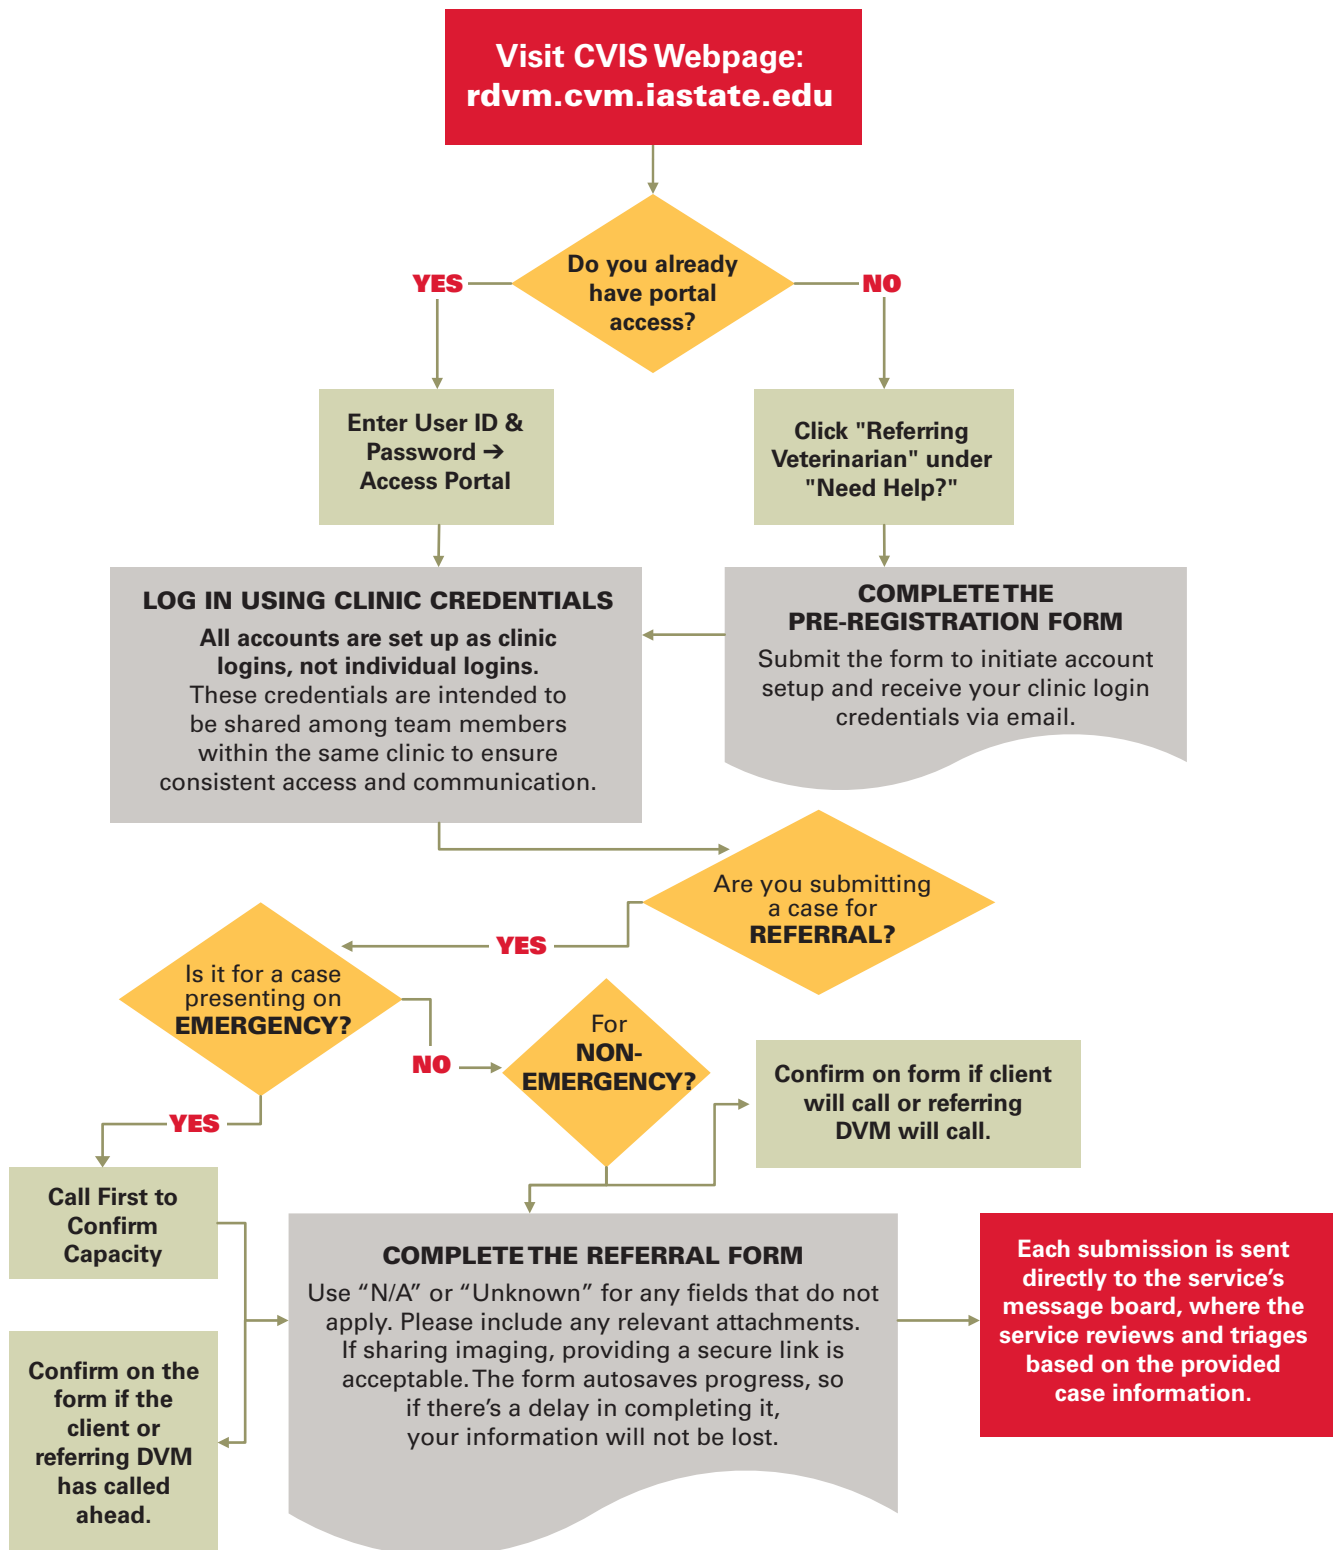 Visit CVIS Webpage:
rdvm.cvm.iastate.edu
Do you already
have portal
access?
YES
NO
Enter User ID &
Password ➔
Access Portal
Click "Referring
Veterinarian" under
"Need Help?"
LOG IN USING CLINIC CREDENTIALS
All accounts are set up as clinic
logins, not individual logins.
These credentials are intended to
be shared among team members
within the same clinic to ensure
consistent access and communication.
COMPLETE THE
PRE-REGISTRATION FORM
Submit the form to initiate account
setup and receive your clinic login
credentials via email.
Are you submitting
a case for
REFERRAL?
YES
Is it for a case
presenting on
EMERGENCY?
NO
For
NON-
EMERGENCY?
Confirm on form if client
will call or referring
DVM will call.
YES
Call First to
Confirm
Capacity
Confirm on the
form if the
client or
referring DVM
has called
ahead.
COMPLETE THE REFERRAL FORM
Use “N/A” or “Unknown” for any fields that do not
apply. Please include any relevant attachments.
If sharing imaging, providing a secure link is
acceptable. The form autosaves progress, so
if there’s a delay in completing it,
your information will not be lost.
Each submission is sent
directly to the service’s
message board, where the
service reviews and triages
based on the provided
case information.